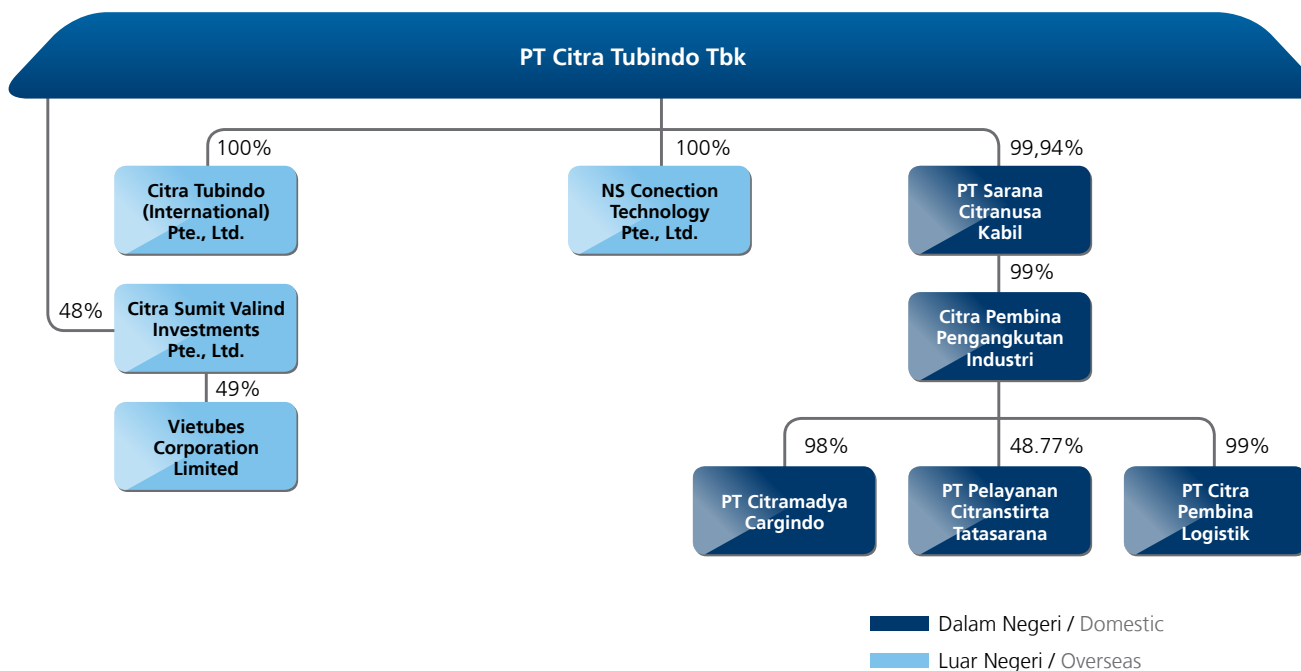 PT Citra Tubindo Tbk
100%
100%
99,94%
Citra Tubindo
(International)
Pte., Ltd.
NS Conection
Technology
Pte., Ltd.
PT Sarana
Citranusa
Kabil
48%
Citra Sumit Valind
Investments
Pte., Ltd.
99%
Citra Pembina
Pengangkutan
Industri
49%
Vietubes
Corporation
Limited
98%
48.77%
99%
PT Citramadya
Cargindo
PT Pelayanan
Citranstirta
Tatasarana
PT Citra
Pembina
Logistik
Dalam Negeri / Domestic
Luar Negeri / Overseas